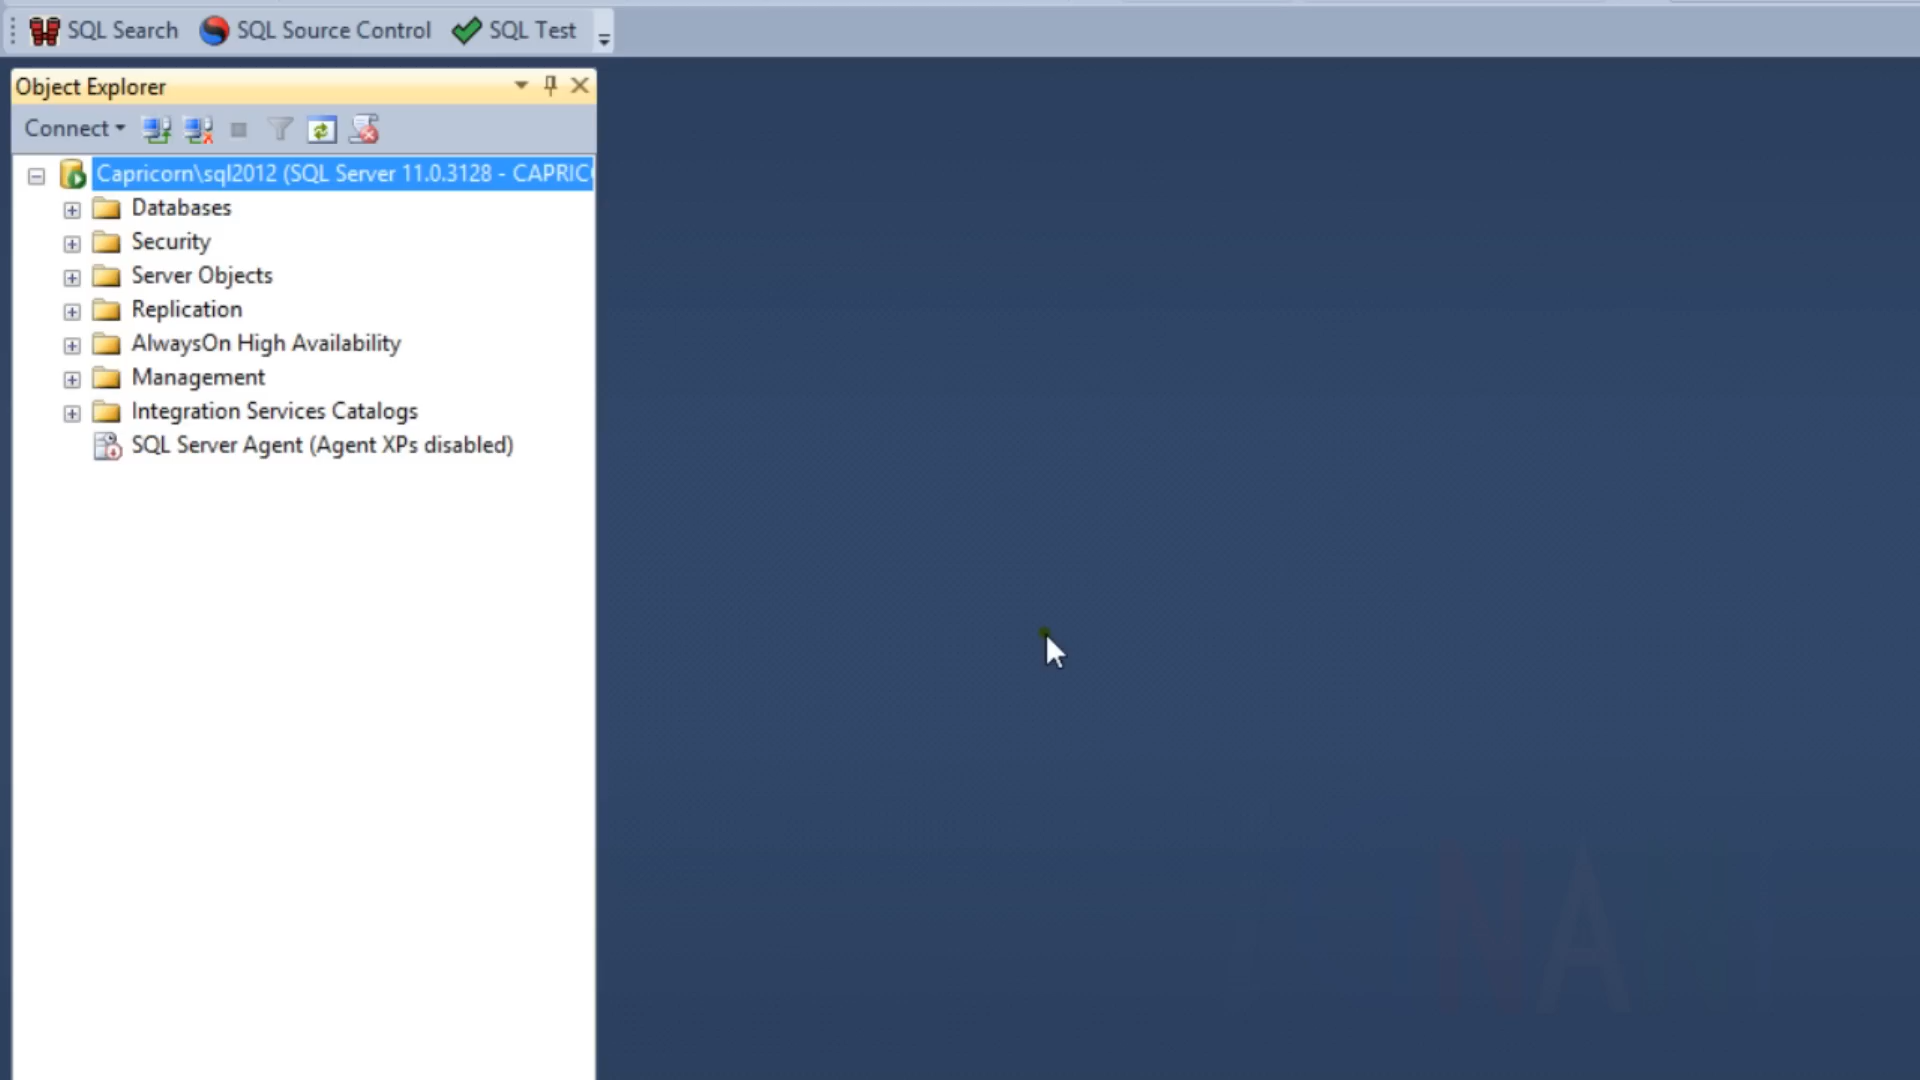 SQL Search SQL Source Control SQL Test
Object Explorer
Connect
Capricorn\sql2012 (SQL Server 11.0.3128 - CAPRIC
Databases
Security
Server Objects
Replication
AlwaysOn High Availability
Management
Integration Services Catalogs
SQL Server Agent (Agent XPs disabled)